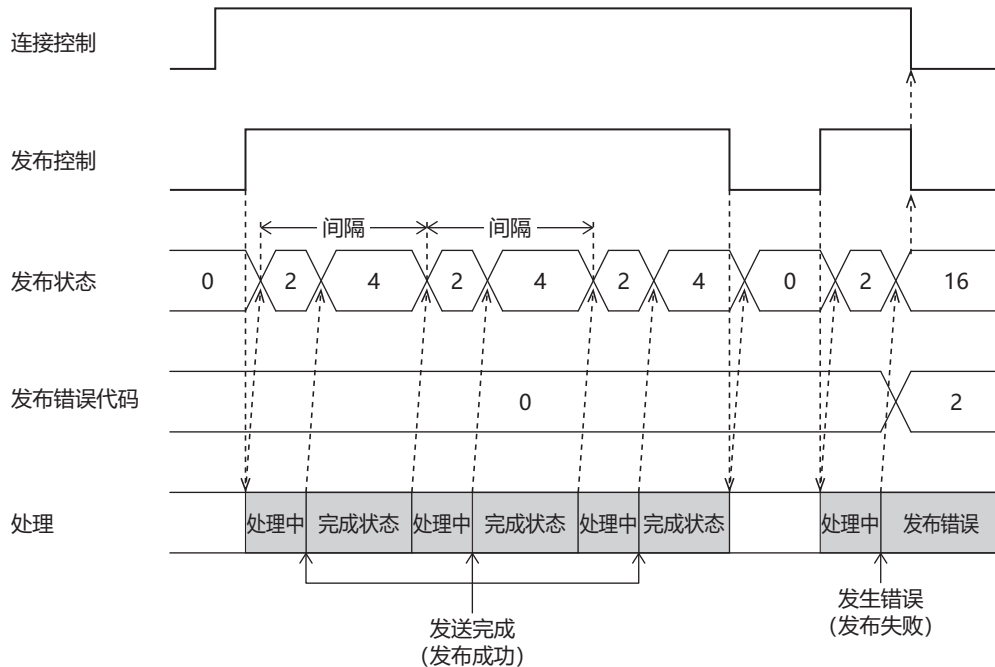 连接控制
发布控制
间隔 间隔
发布状态 0 2 4 2 4 2 4 0 2 16
发布错误代码 0 2
处理 处理中 完成状态 处理中 完成状态 处理中 完成状态 处理中 发布错误
发送完成
(发布成功)
发生错误
(发布失败)